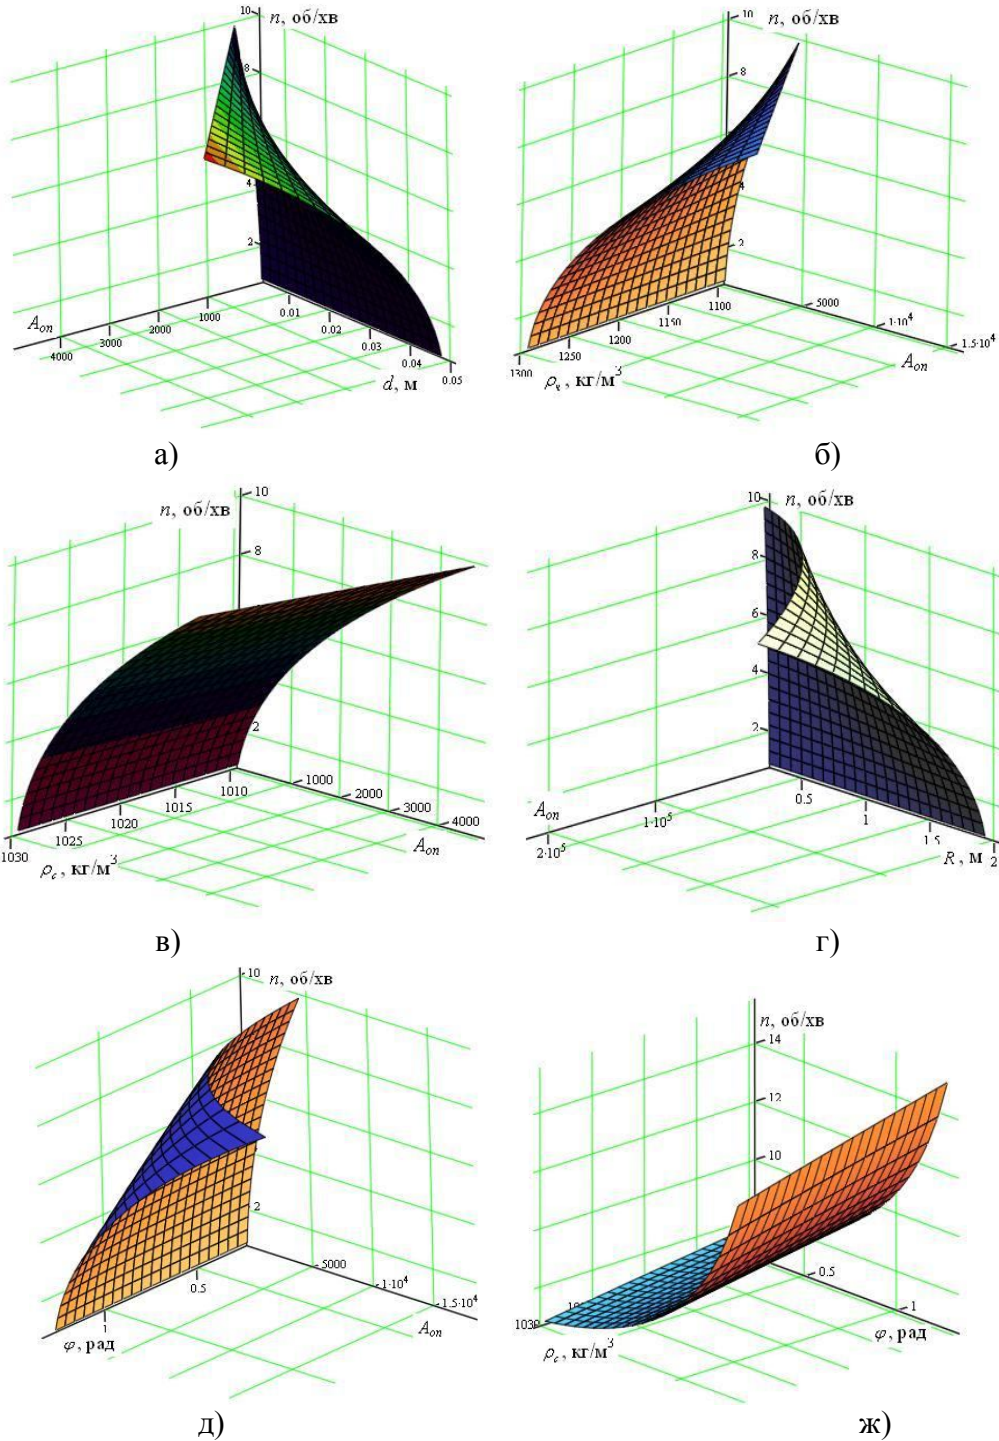 n, об/хв
10
8
4
2
A_оп
4000 3000 2000 1000
0.01 0.02 0.03 0.04 0.05
d, м
а)
n, об/хв
10
8
4
2
1300 1250 1200 1150 1100
ρ_ч, кг/м³
5000 1·10⁴ 1.5·10⁴
A_оп
б)
n, об/хв
10
8
2
1030 1025 1020 1015 1010
ρ_c, кг/м³
1000 2000 3000 4000
A_оп
в)
n, об/хв
10
8
6
4
2
A_оп
2·10⁵ 1·10⁵
0.5 1 1.5 2
R, м
г)
n, об/хв
10
2
1 0.5
φ, рад
5000 1·10⁴ 1.5·10⁴
A_оп
д)
n, об/хв
14
12
10
1030
ρ_c, кг/м³
0.5 1
φ, рад
ж)